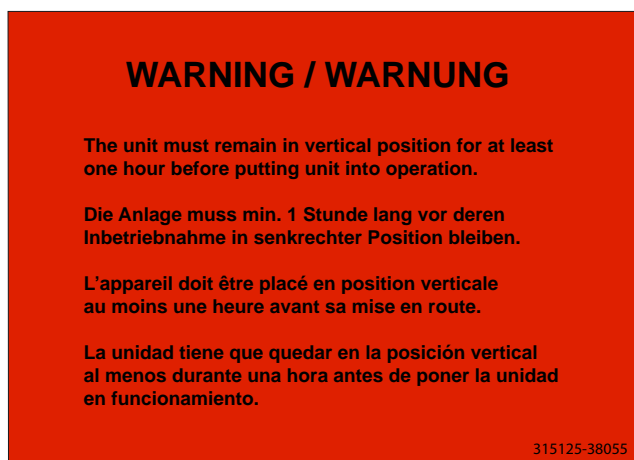 WARNING / WARNUNG
The unit must remain in vertical position for at least
one hour before putting unit into operation.
Die Anlage muss min. 1 Stunde lang vor deren
Inbetriebnahme in senkrechter Position bleiben.
L’appareil doit être placé en position verticale
au moins une heure avant sa mise en route.
La unidad tiene que quedar en la posición vertical
al menos durante una hora antes de poner la unidad
en funcionamiento.
315125-38055